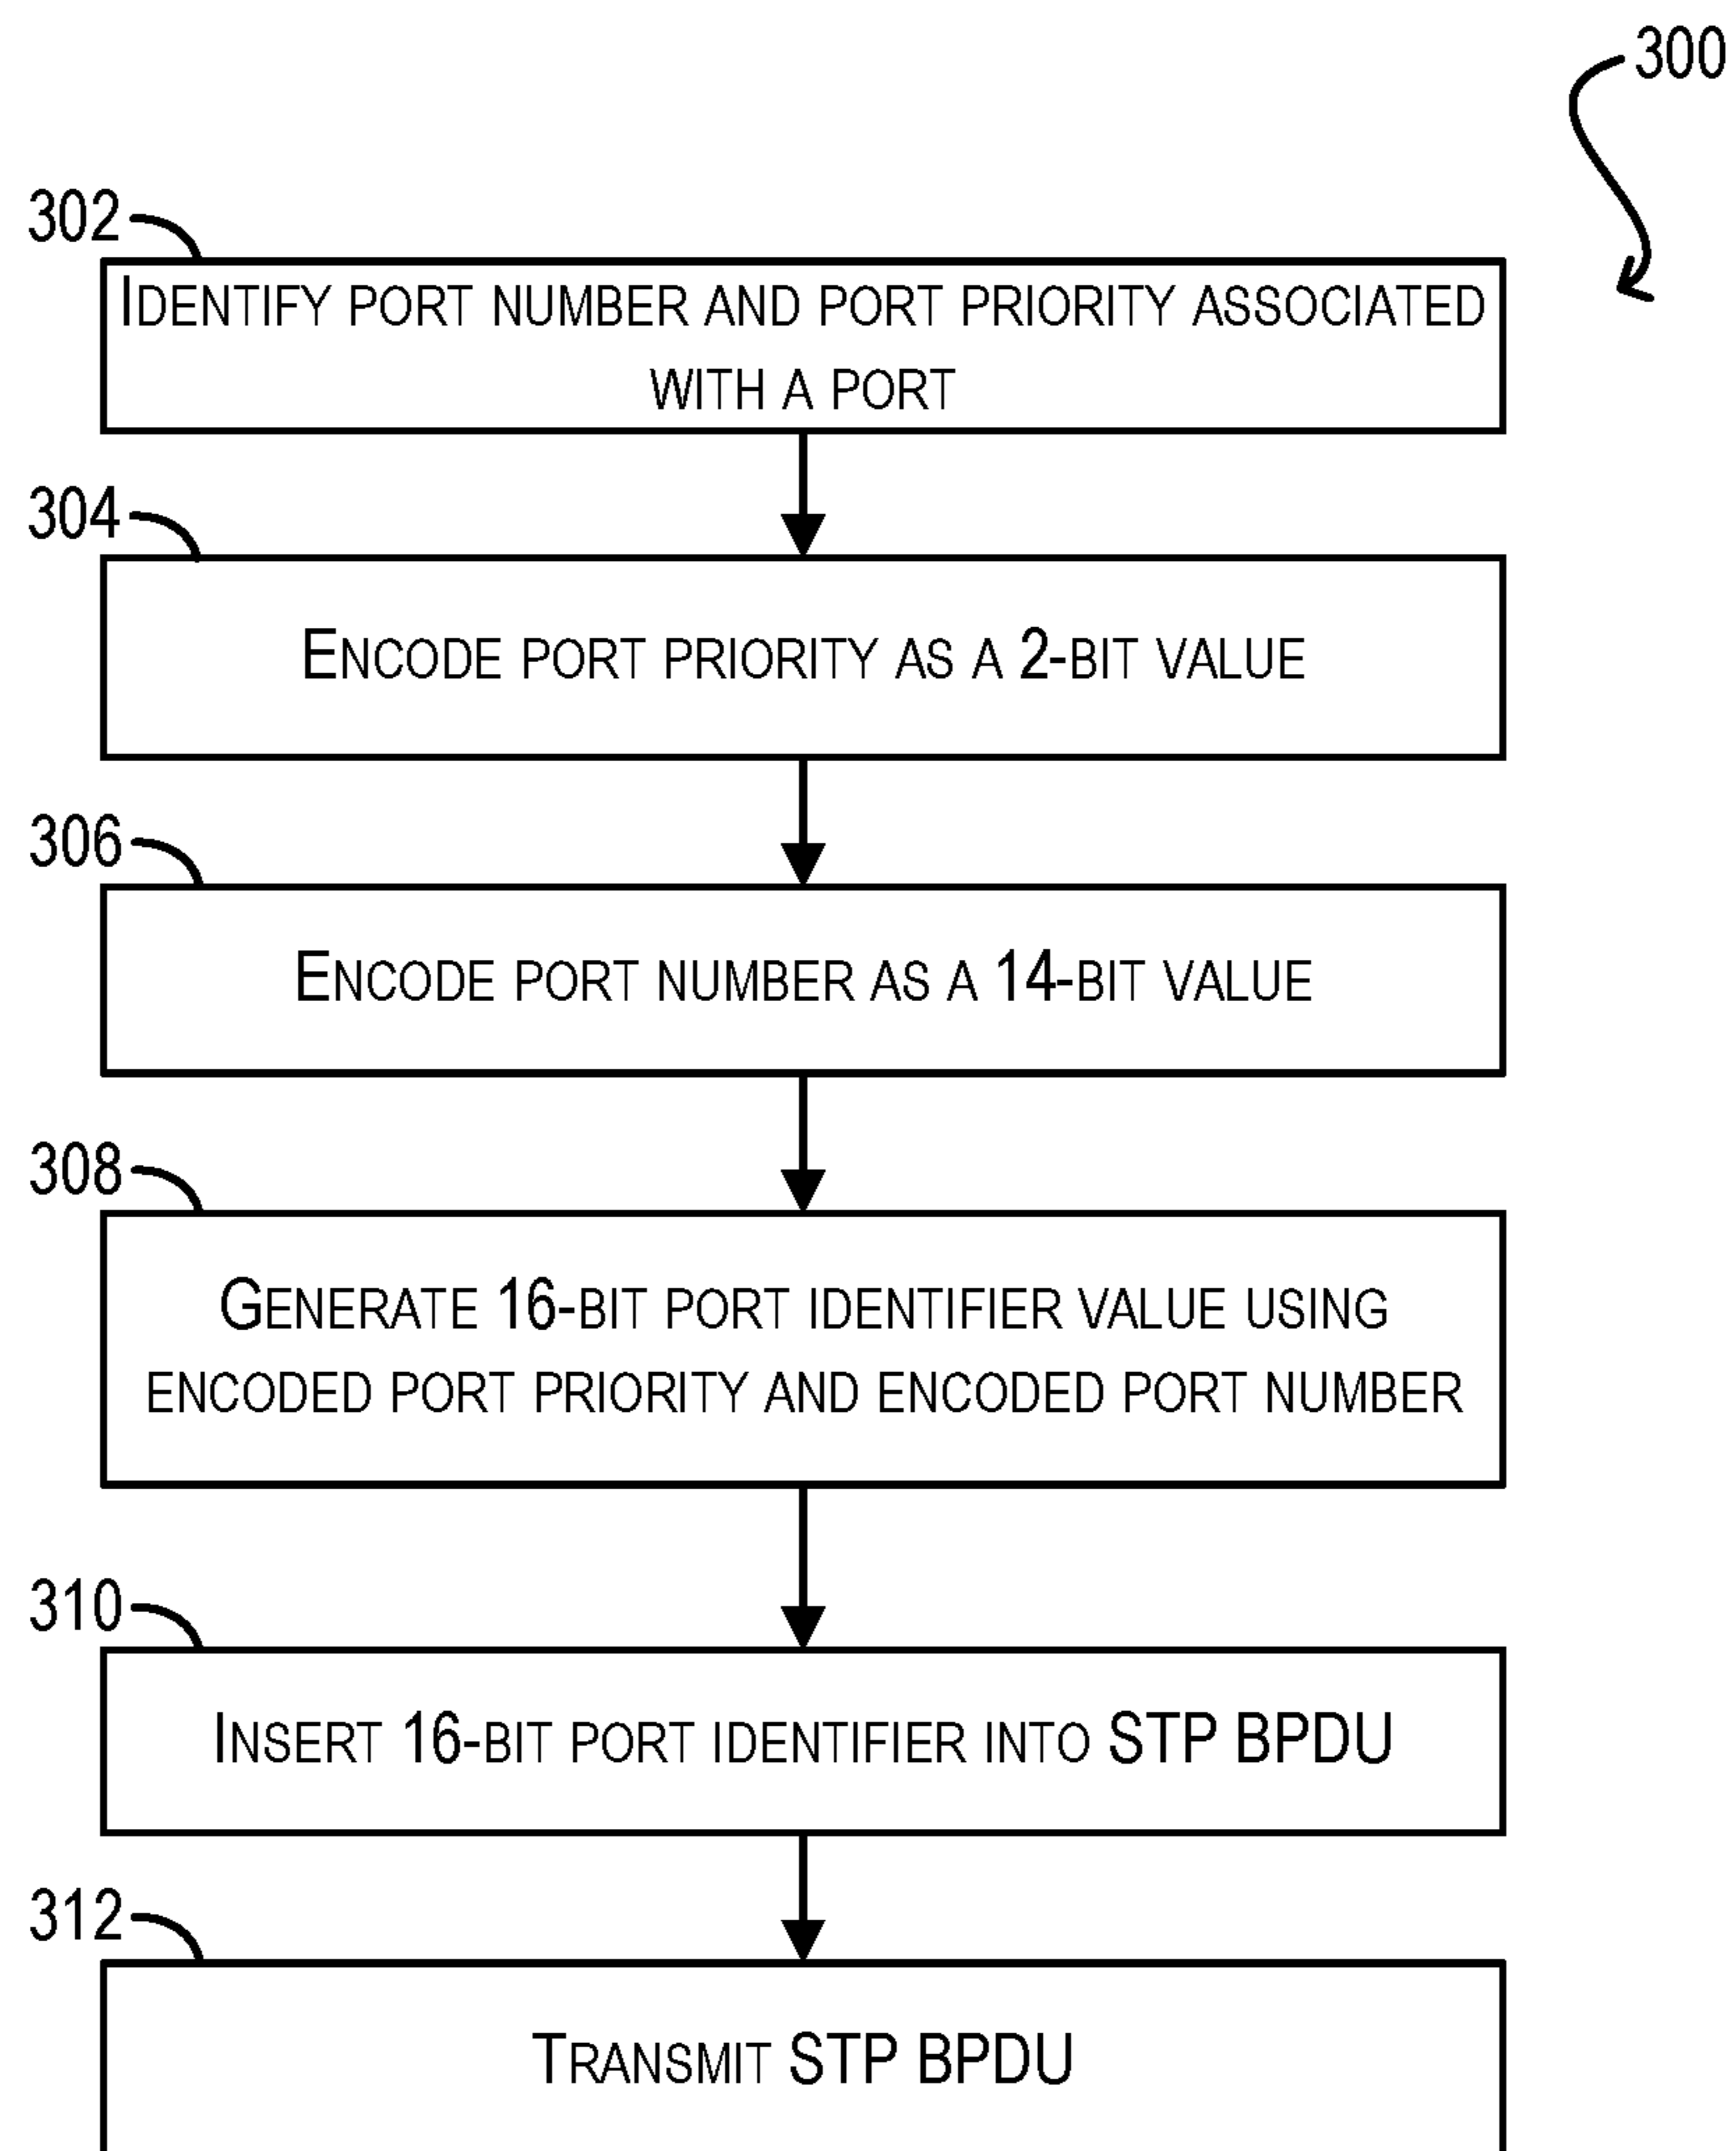 300
302
IDENTIFY PORT NUMBER AND PORT PRIORITY ASSOCIATED
WITH A PORT
304
ENCODE PORT PRIORITY AS A 2-BIT VALUE
306
ENCODE PORT NUMBER AS A 14-BIT VALUE
308
GENERATE 16-BIT PORT IDENTIFIER VALUE USING
ENCODED PORT PRIORITY AND ENCODED PORT NUMBER
310
INSERT 16-BIT PORT IDENTIFIER INTO STP BPDU
312
TRANSMIT STP BPDU